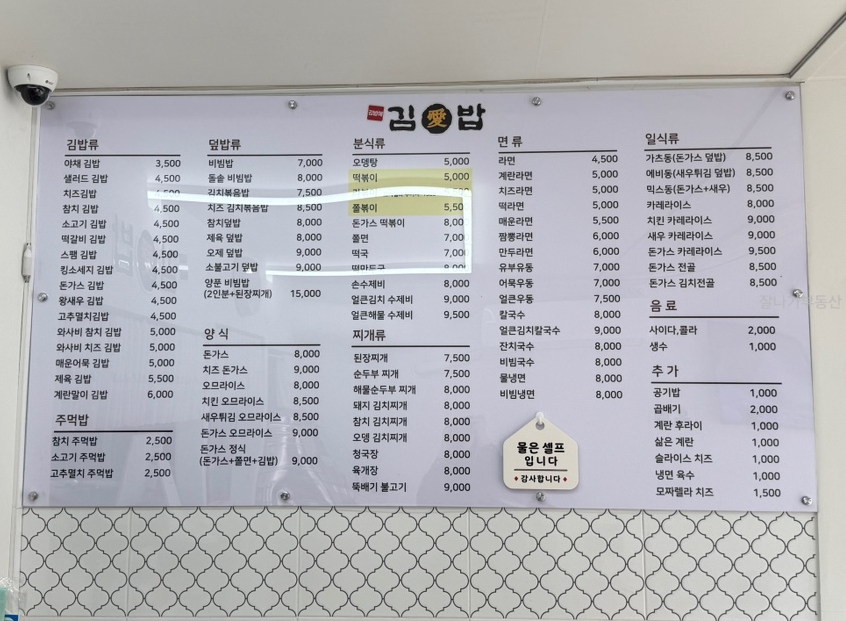 김밥愛
김愛밥
김밥류
야채 김밥 3,500
샐러드 김밥 4,500
치즈김밥 4,500
참치 김밥 4,500
소고기 김밥 4,500
떡갈비 김밥 4,500
스팸 김밥 4,500
킹소세지 김밥 4,500
돈가스 김밥 4,500
왕새우 김밥 4,500
고추멸치김밥 4,500
와사비 참치 김밥 5,000
와사비 치즈 김밥 5,000
매운어묵 김밥 5,000
제육 김밥 5,500
계란말이 김밥 6,000
주먹밥
참치 주먹밥 2,500
소고기 주먹밥 2,500
고추멸치 주먹밥 2,500
덮밥류
비빔밥 7,000
돌솥 비빔밥 8,000
김치볶음밥 7,500
치즈 김치볶음밥 8,500
참치덮밥 8,000
제육 덮밥 8,000
오제 덮밥 9,000
소불고기 덮밥 9,000
양푼 비빔밥
(2인분+된장찌개) 15,000
양 식
돈가스 8,000
치즈 돈가스 9,000
오므라이스 8,000
치킨 오므라이스 8,500
새우튀김 오므라이스 8,500
돈가스 오므라이스 9,000
돈가스 정식
(돈가스+쫄면+김밥) 9,000
분식류
오뎅탕 5,000
떡볶이 5,000
쫄볶이 5,50
돈가스 떡볶이 8,000
쫄면 7,000
떡국 7,000
떡만두국 8,000
손수제비 8,000
얼큰김치 수제비 9,000
얼큰해물 수제비 9,500
찌개류
된장찌개 7,500
순두부 찌개 7,500
해물순두부 찌개 8,000
돼지 김치찌개 8,000
참치 김치찌개 8,000
오뎅 김치찌개 8,000
청국장 8,000
육개장 8,000
뚝배기 불고기 9,000
면 류
라면 4,500
계란라면 5,000
치즈라면 5,000
떡라면 5,000
매운라면 5,500
짬뽕라면 6,000
만두라면 6,000
유부우동 7,000
어묵우동 7,000
얼큰우동 7,500
칼국수 8,000
얼큰김치칼국수 9,000
잔치국수 8,000
비빔국수 8,000
물냉면 8,000
비빔냉면 8,000
물은 셀프
입니다
감사합니다
일식류
가츠동(돈가스 덮밥) 8,500
에비동(새우튀김 덮밥) 8,500
믹스동(돈가스+새우) 8,500
카레라이스 8,000
치킨 카레라이스 9,000
새우 카레라이스 9,000
돈가스 카레라이스 9,500
돈가스 전골 8,500
돈가스 김치전골 8,500
음 료
사이다,콜라 2,000
생수 1,000
추 가
공기밥 1,000
곱배기 2,000
계란 후라이 1,000
삶은 계란 1,000
슬라이스 치즈 1,000
냉면 육수 1,000
모짜렐라 치즈 1,500